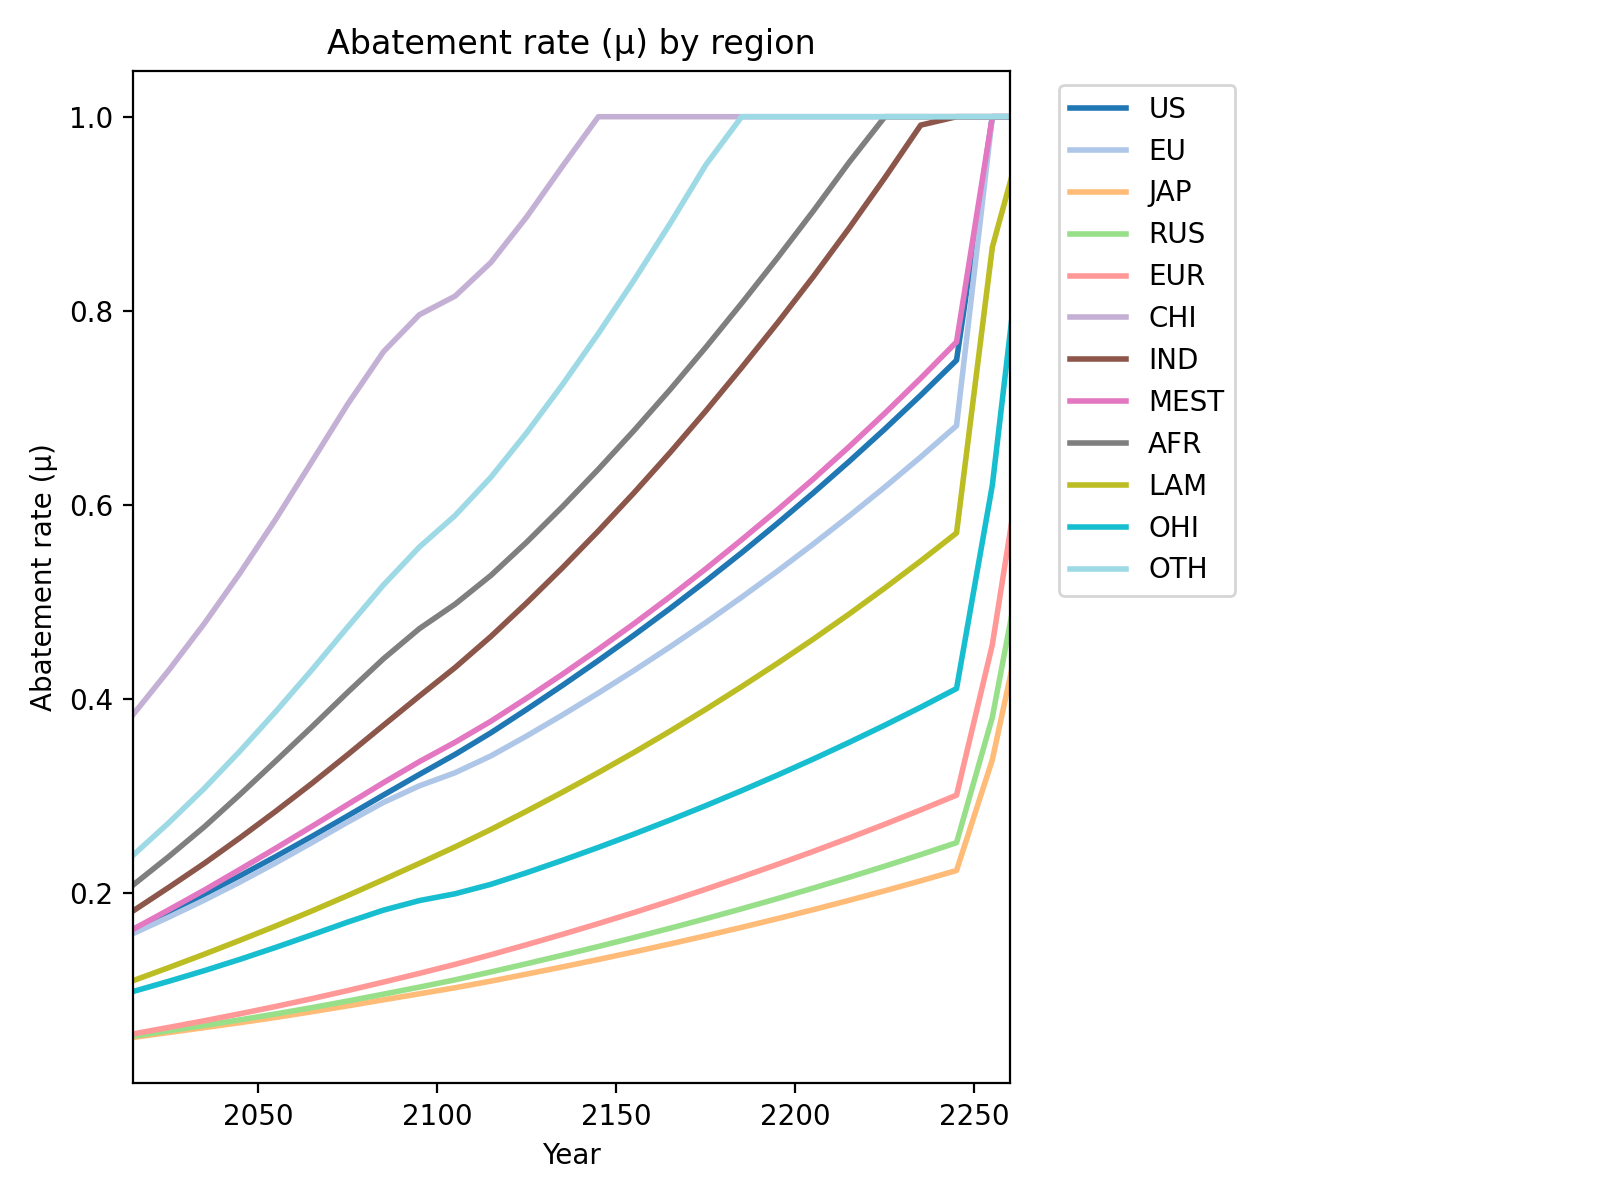 Abatement rate (μ) by region
1.0
0.8
0.6
0.4
0.2
Abatement rate (μ)
2050
2100
2150
2200
2250
Year
US
EU
JAP
RUS
EUR
CHI
IND
MEST
AFR
LAM
OHI
OTH